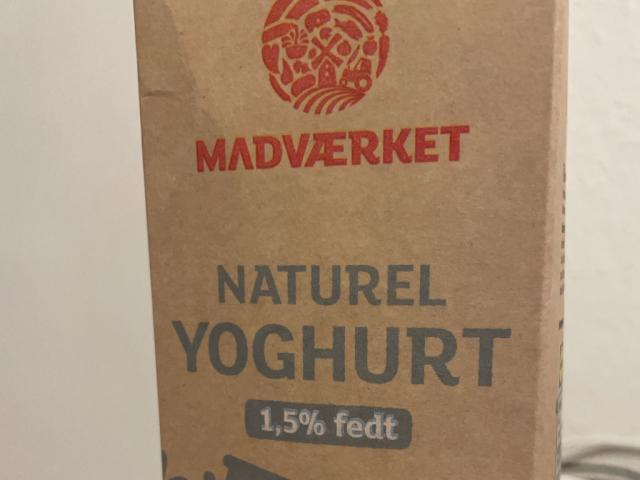 MADVÆRKET
NATUREL
YOGHURT
1,5% fedt